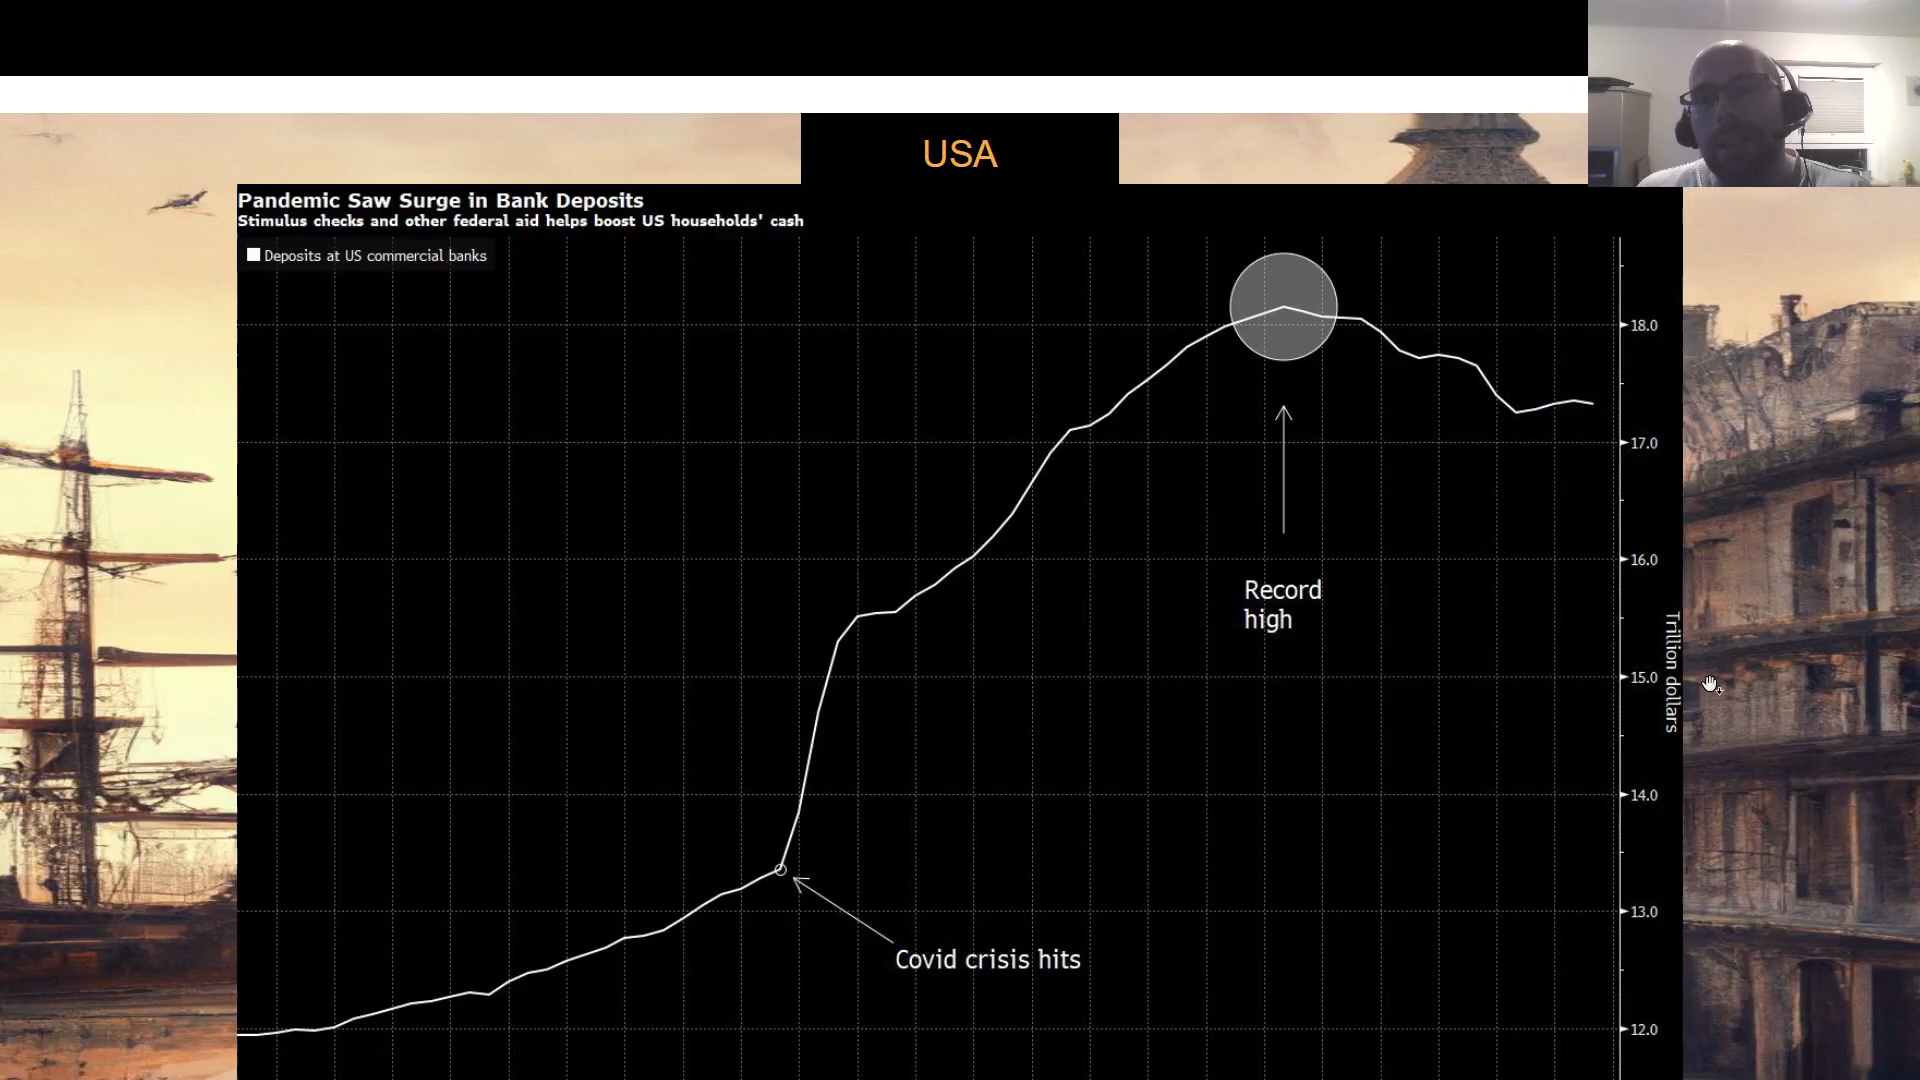 USA
Pandemic Saw Surge in Bank Deposits
Stimulus checks and other federal aid helps boost US households' cash
Deposits at US commercial banks
18.0
17.0
Record
high
16.0
15.0
Trillion dollars
14.0
13.0
Covid crisis hits
12.0